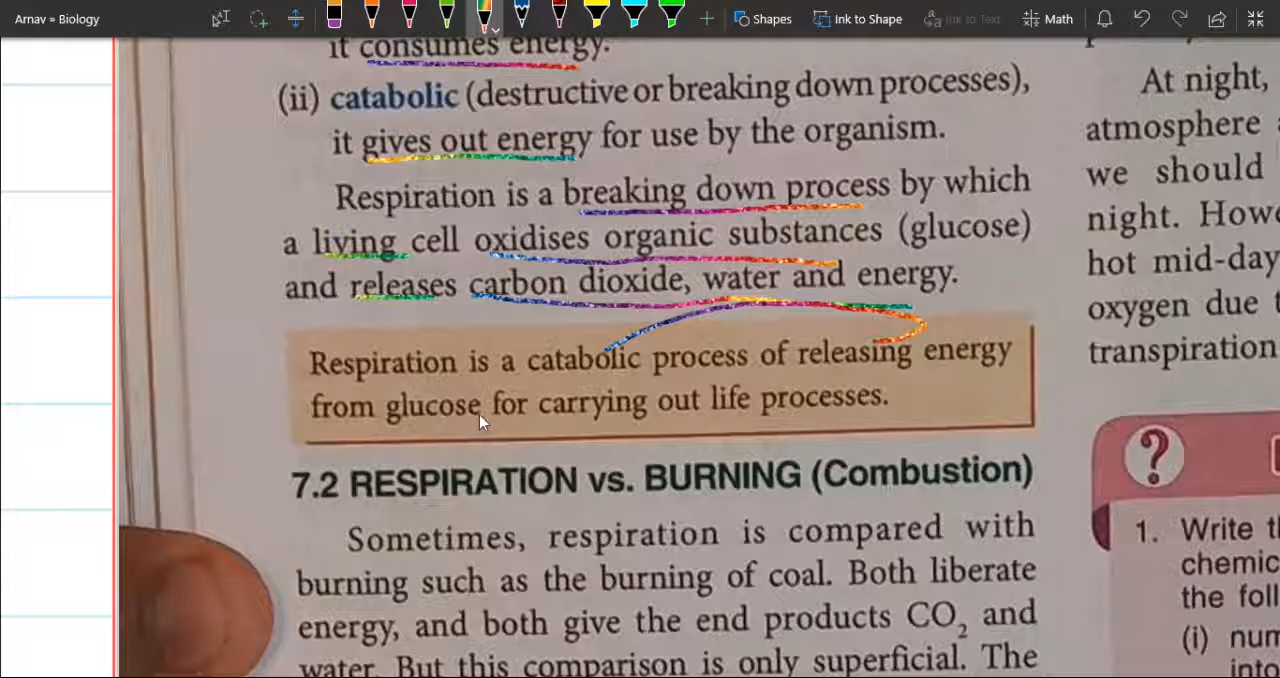 Arnav » Biology
Shapes
Ink to Shape
Ink to Text
Math
it consumes energy.
(ii) catabolic (destructive or breaking down processes),
it gives out energy for use by the organism.
Respiration is a breaking down process by which
a living cell oxidises organic substances (glucose)
and releases carbon dioxide, water and energy.
Respiration is a catabolic process of releasing energy
from glucose for carrying out life processes.
7.2 RESPIRATION vs. BURNING (Combustion)
Sometimes, respiration is compared with
burning such as the burning of coal. Both liberate
energy, and both give the end products CO₂ and
water. But this comparison is only superficial. The
At night,
atmosphere
we should
night. Howe
hot mid-day
oxygen due t
transpiration
?
1. Write th
chemic
the foll
(i) num
into